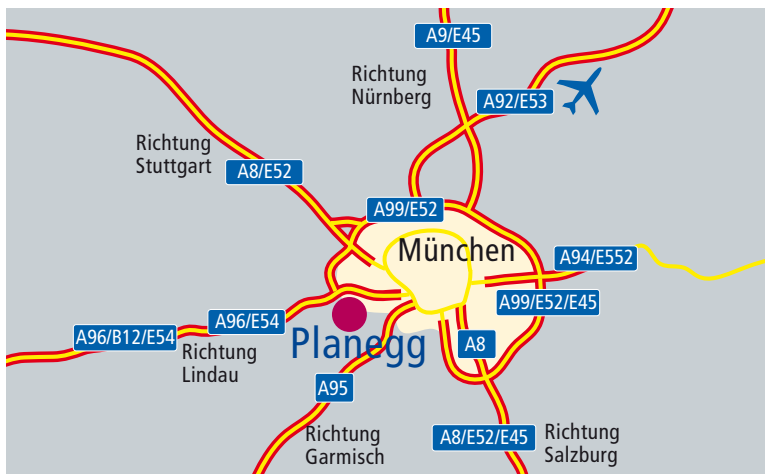 A9/E45
Richtung
Nürnberg
A92/E53
Richtung
Stuttgart
A8/E52
A99/E52
München
A94/E552
A99/E52/E45
A96/E54
A96/B12/E54
Richtung
Lindau
Planegg
A8
A95
Richtung
Garmisch
A8/E52/E45
Richtung
Salzburg